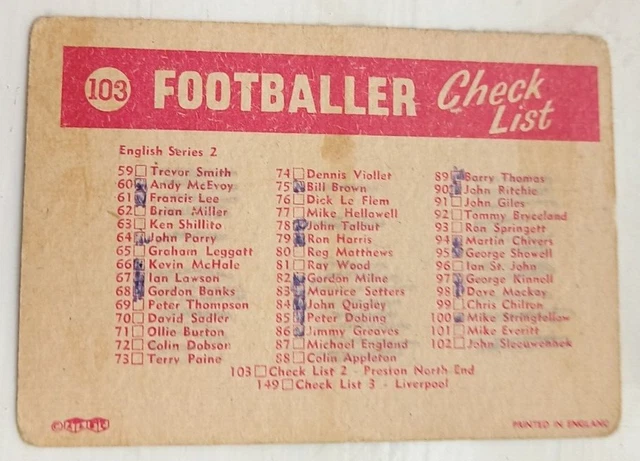 103 FOOTBALLER Check List
English Series 2
59 Trevor Smith
60 Andy McEvoy
61 Francis Lee
62 Brian Miller
63 Ken Shillito
64 John Parry
65 Graham Leggatt
66 Kevin McHale
67 Ian Lawson
68 Gordon Banks
69 Peter Thompson
70 David Sadler
71 Ollie Burton
72 Colin Dobson
73 Terry Paine
74 Dennis Viollet
75 Bill Brown
76 Dick Le Flem
77 Mike Hellawell
78 John Talbut
79 Ron Harris
80 Reg Matthews
81 Ray Wood
82 Gordon Milne
83 Maurice Setters
84 John Quigley
85 Peter Dobing
86 Jimmy Greaves
87 Michael England
88 Colin Appleton
89 Barry Thomas
90 John Ritchie
91 John Giles
92 Tommy Bryceland
93 Ron Springett
94 Martin Chivers
95 George Showell
96 Ian St. John
97 George Kinnell
98 Dave Mackay
99 Chris Chilton
100 Mike Stringfellow
101 Mike Everitt
102 John Sleeuwenhek
103 Check List 2 - Preston North End
149 Check List 3 - Liverpool
©
PRINTED IN ENGLAND